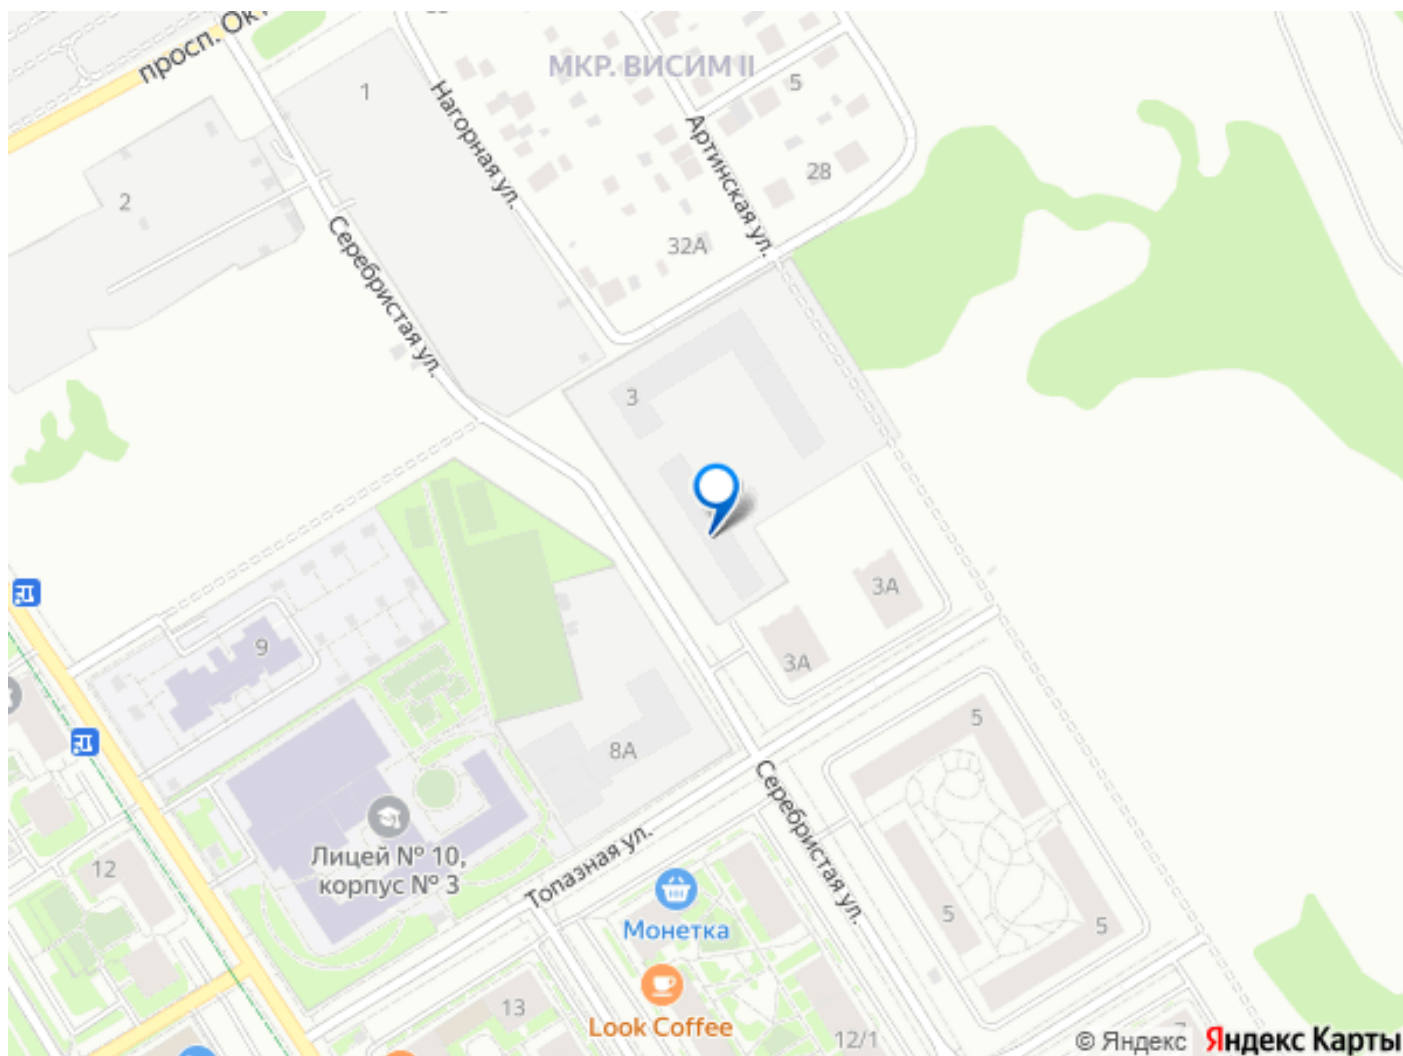 просп. Окт
МКР. ВИСИМ II
1
5
Нагорная ул.
Артинская ул.
28
2
32А
Серебристая ул.
3
3А
3А
9
5
8А
Серебристая ул.
Лицей № 10,
корпус № 3
Топазная ул.
12
Монетка
5
5
13
Look Coffee
12/1
© Яндекс Яндекс Карты